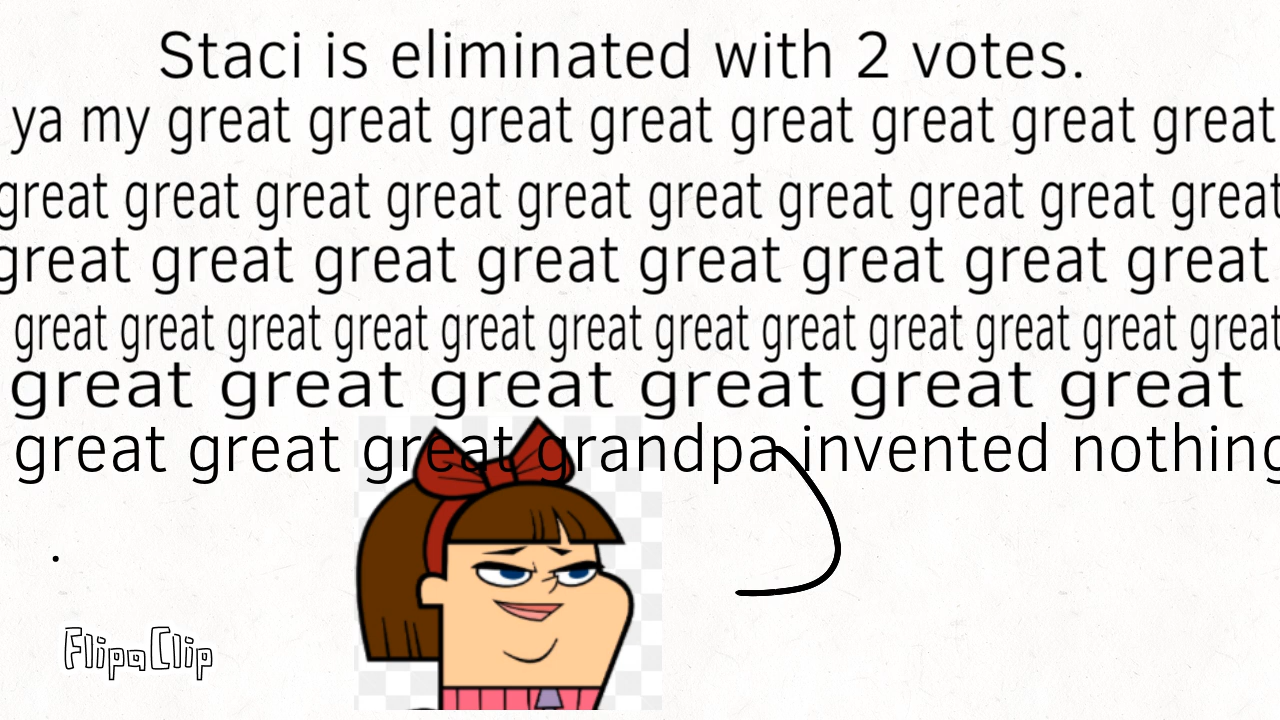 Staci is eliminated with 2 votes.
ya my great great great great great great great great
great great great great great great great great great great
great great great great great great great great
great great great great great great great great great great great great
great great great great great great
great great great grandpa invented nothing
.
FlipaClip